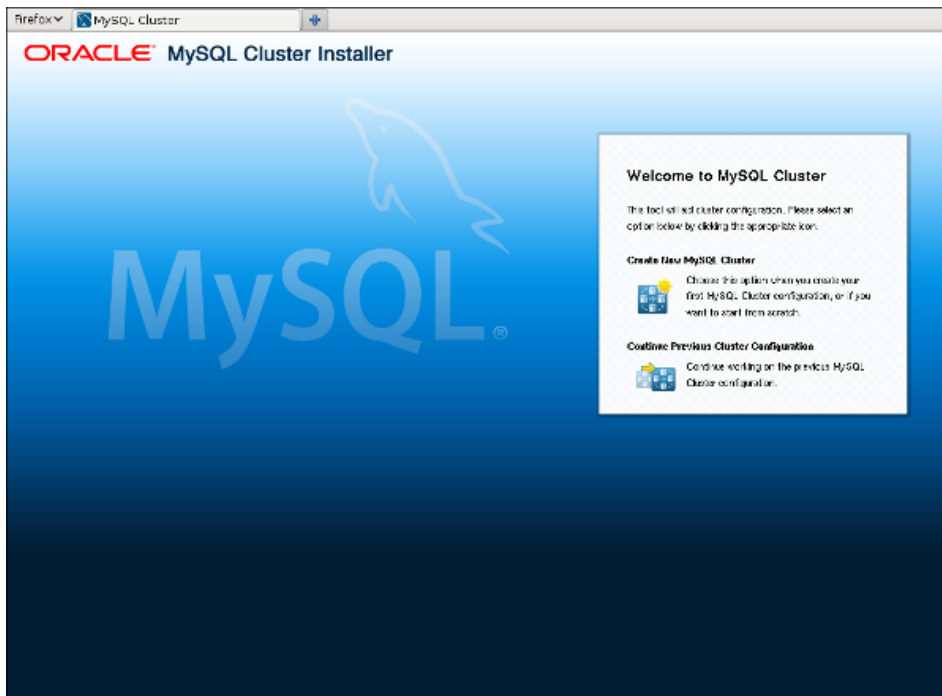 Firefox
MySQL Cluster
ORACLE® MySQL Cluster Installer
MySQL®
Welcome to MySQL Cluster
This tool will aid cluster configuration. Please select an
option below by clicking the appropriate icon.
Create New MySQL Cluster
Choose this option when you create your
first MySQL Cluster configuration, or if you
want to start from scratch.
Continue Previous Cluster Configuration
Continue working on the previous MySQL
Cluster configuration.